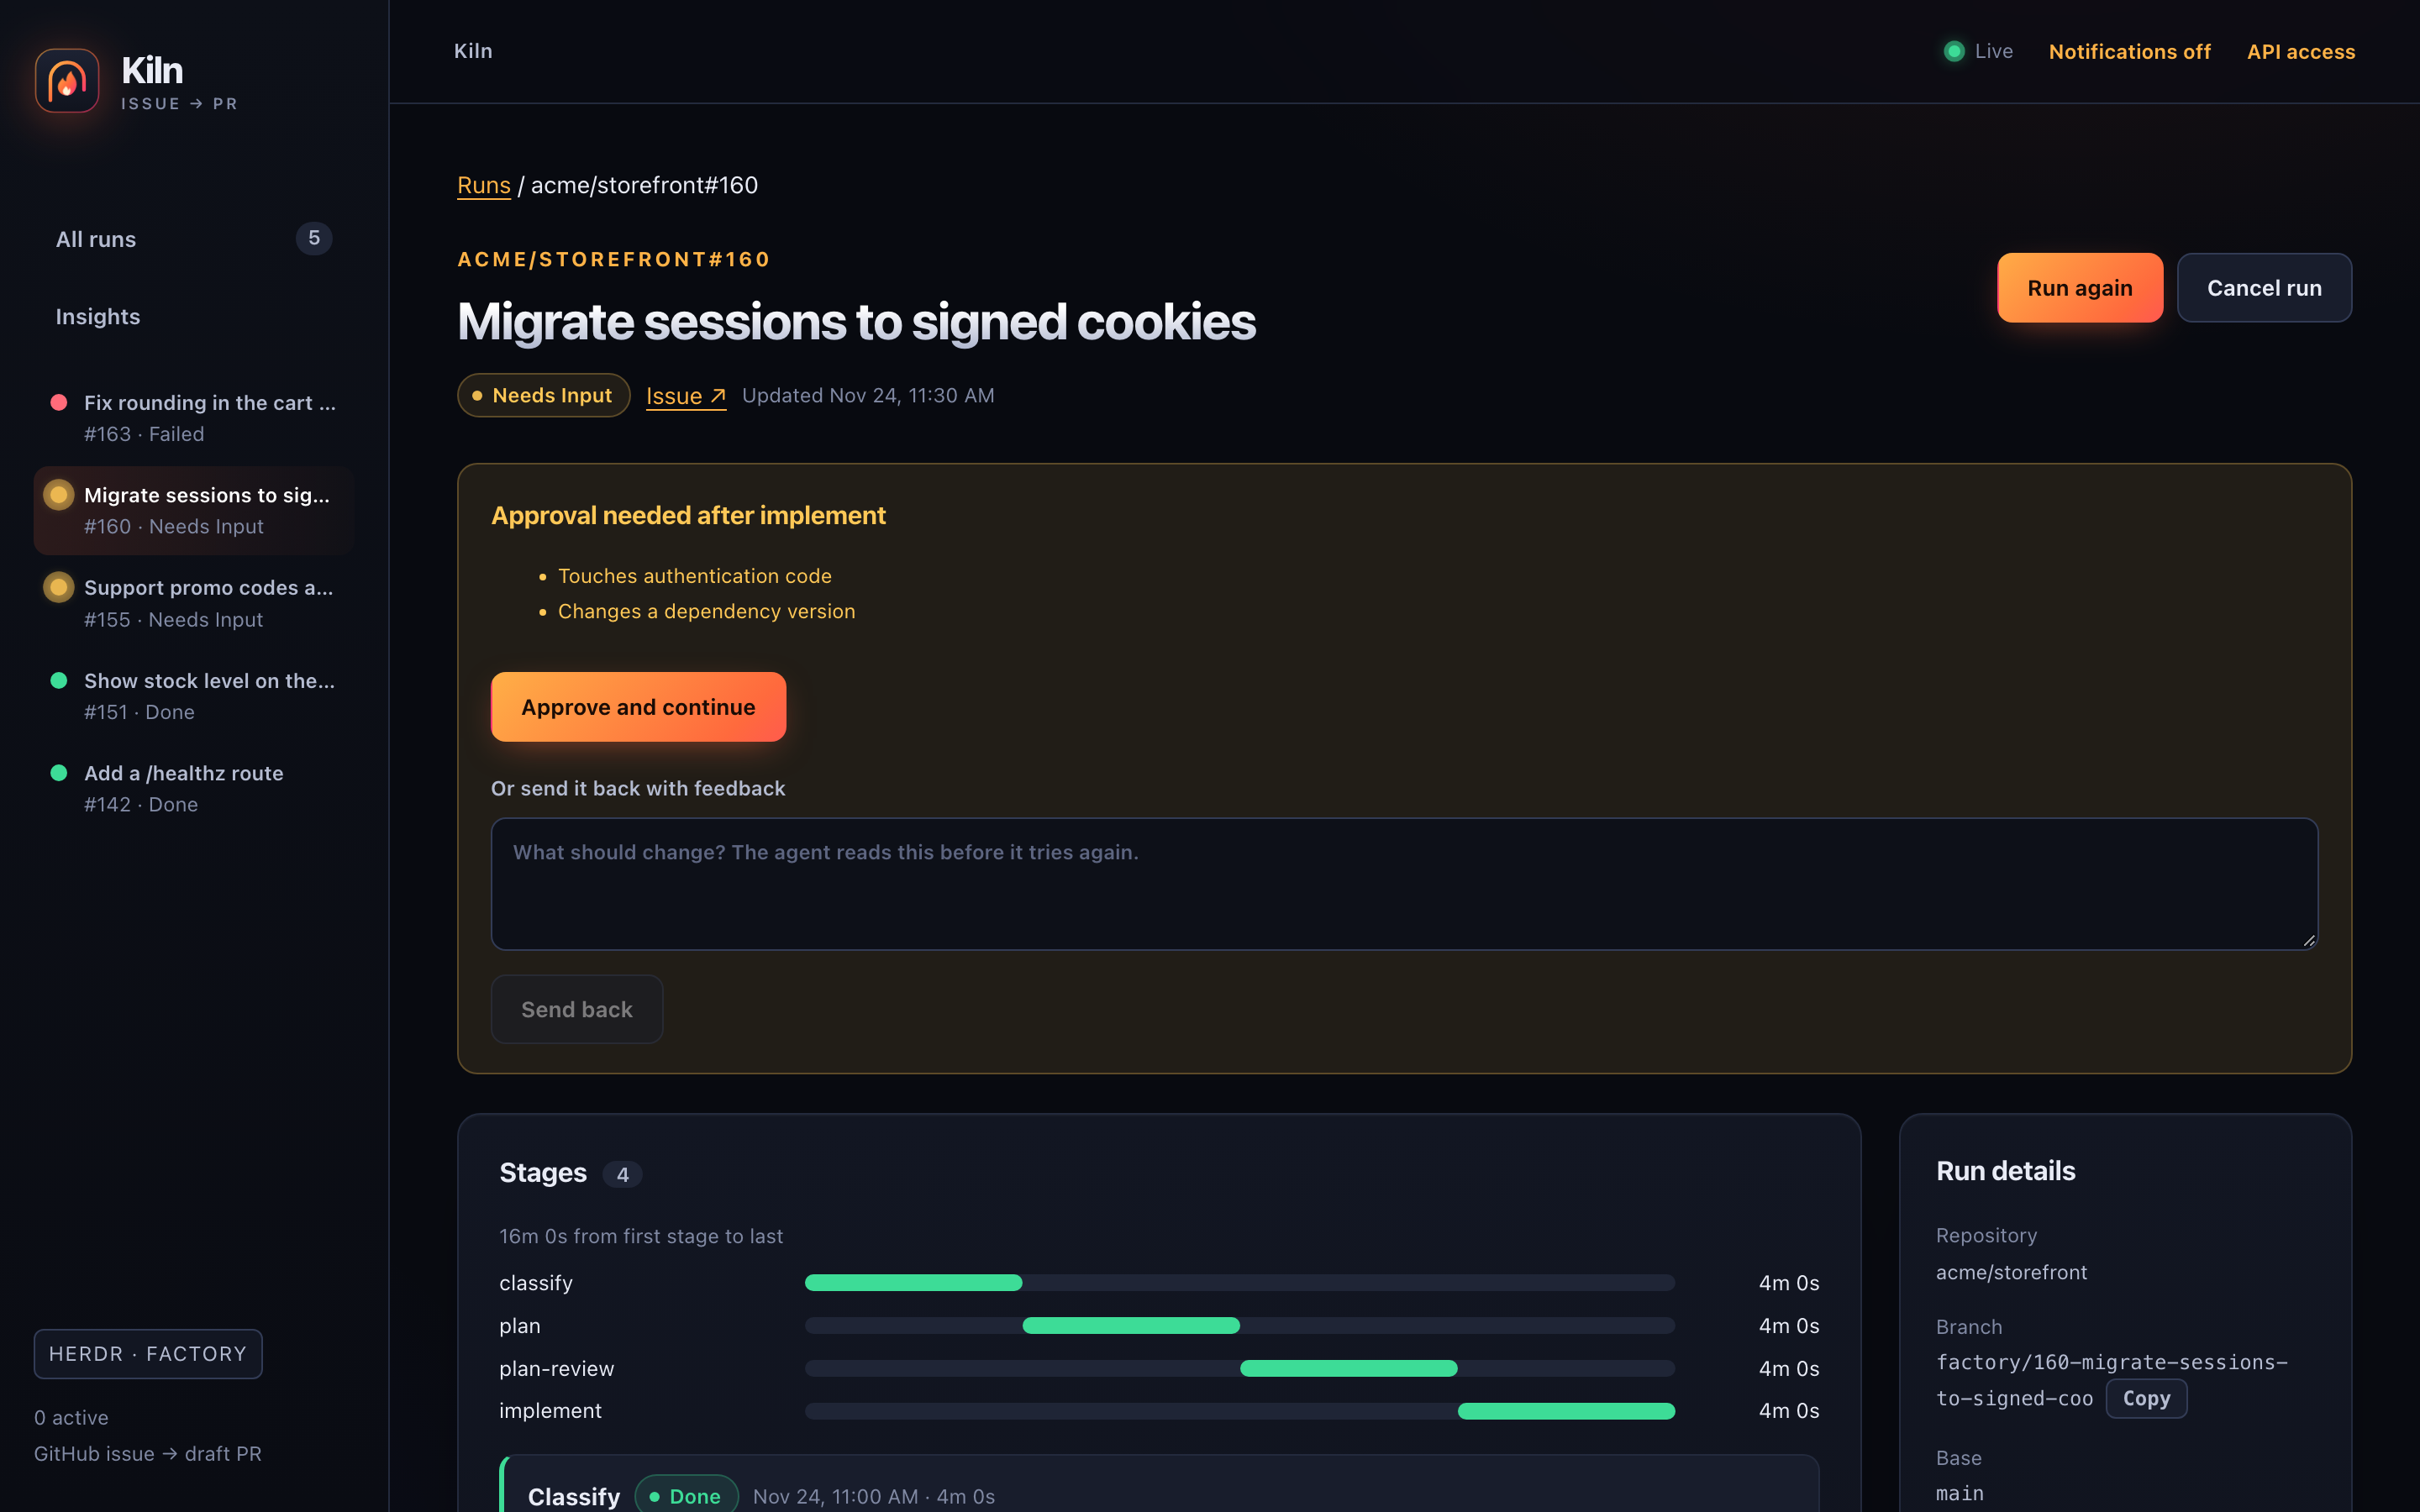 Kiln
ISSUE → PR
All runs 5
Insights
Fix rounding in the cart ...
#163 · Failed
Migrate sessions to sig...
#160 · Needs Input
Support promo codes a...
#155 · Needs Input
Show stock level on the...
#151 · Done
Add a /healthz route
#142 · Done
HERDR · FACTORY
0 active
GitHub issue → draft PR
Kiln
Live Notifications off API access
Runs / acme/storefront#160
ACME/STOREFRONT#160
Migrate sessions to signed cookies
Run again Cancel run
Needs Input Issue ↗ Updated Nov 24, 11:30 AM
Approval needed after implement
• Touches authentication code
• Changes a dependency version
Approve and continue
Or send it back with feedback
What should change? The agent reads this before it tries again.
Send back
Stages 4
16m 0s from first stage to last
classify 4m 0s
plan 4m 0s
plan-review 4m 0s
implement 4m 0s
Classify Done Nov 24, 11:00 AM · 4m 0s
Run details
Repository
acme/storefront
Branch
factory/160-migrate-sessions-
to-signed-coo Copy
Base
main